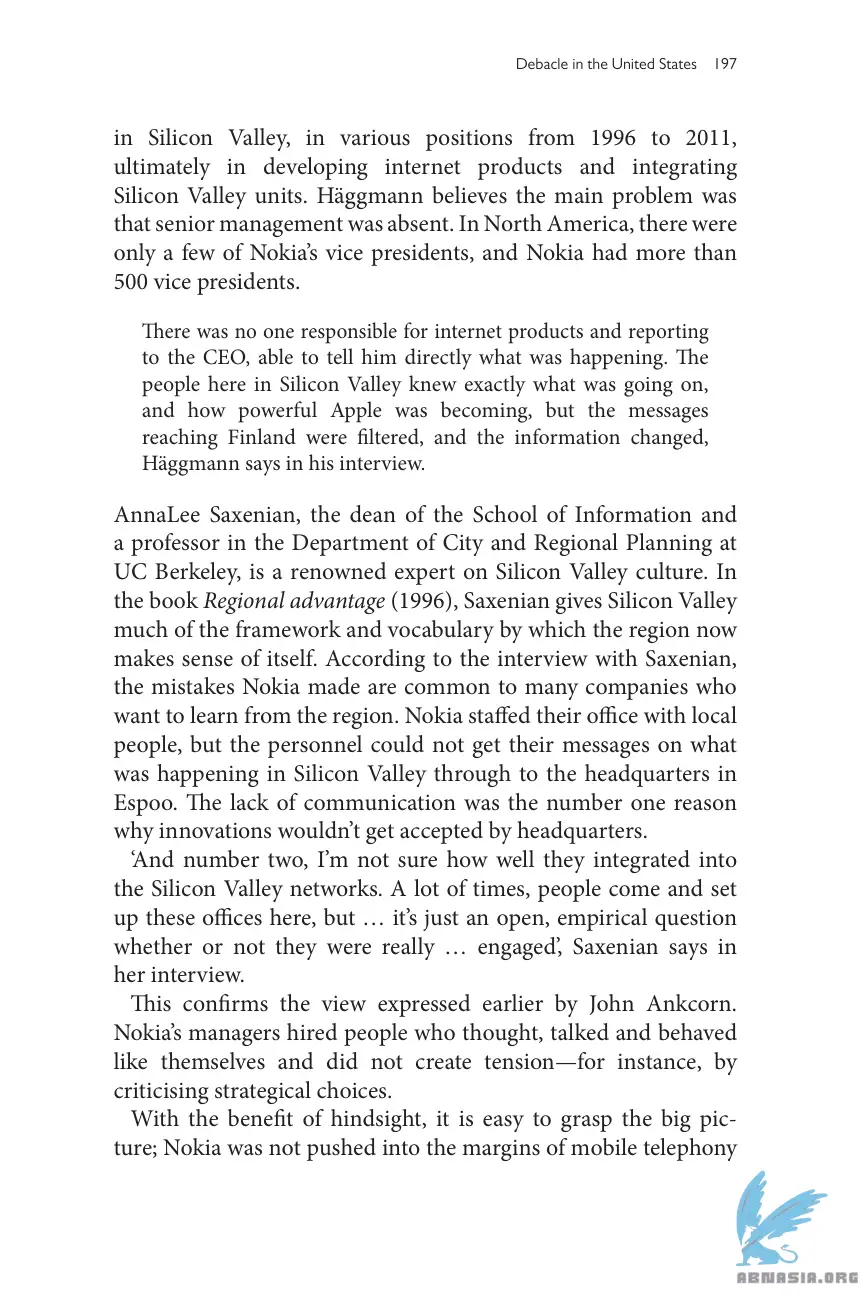 Debacle in the United States 197
in Silicon Valley, in various positions from 1996 to 2011,
ultimately in developing internet products and integrating
Silicon Valley units. Häggmann believes the main problem was
that senior management was absent. In North America, there were
only a few of Nokia’s vice presidents, and Nokia had more than
500 vice presidents.
There was no one responsible for internet products and reporting
to the CEO, able to tell him directly what was happening. The
people here in Silicon Valley knew exactly what was going on,
and how powerful Apple was becoming, but the messages
reaching Finland were filtered, and the information changed,
Häggmann says in his interview.
AnnaLee Saxenian, the dean of the School of Information and
a professor in the Department of City and Regional Planning at
UC Berkeley, is a renowned expert on Silicon Valley culture. In
the book Regional advantage (1996), Saxenian gives Silicon Valley
much of the framework and vocabulary by which the region now
makes sense of itself. According to the interview with Saxenian,
the mistakes Nokia made are common to many companies who
want to learn from the region. Nokia staffed their office with local
people, but the personnel could not get their messages on what
was happening in Silicon Valley through to the headquarters in
Espoo. The lack of communication was the number one reason
why innovations wouldn’t get accepted by headquarters.
‘And number two, I’m not sure how well they integrated into
the Silicon Valley networks. A lot of times, people come and set
up these offices here, but … it’s just an open, empirical question
whether or not they were really … engaged’, Saxenian says in
her interview.
This confirms the view expressed earlier by John Ankcorn.
Nokia’s managers hired people who thought, talked and behaved
like themselves and did not create tension—for instance, by
criticising strategical choices.
With the benefit of hindsight, it is easy to grasp the big pic-
ture; Nokia was not pushed into the margins of mobile telephony
ABNASIA.ORG